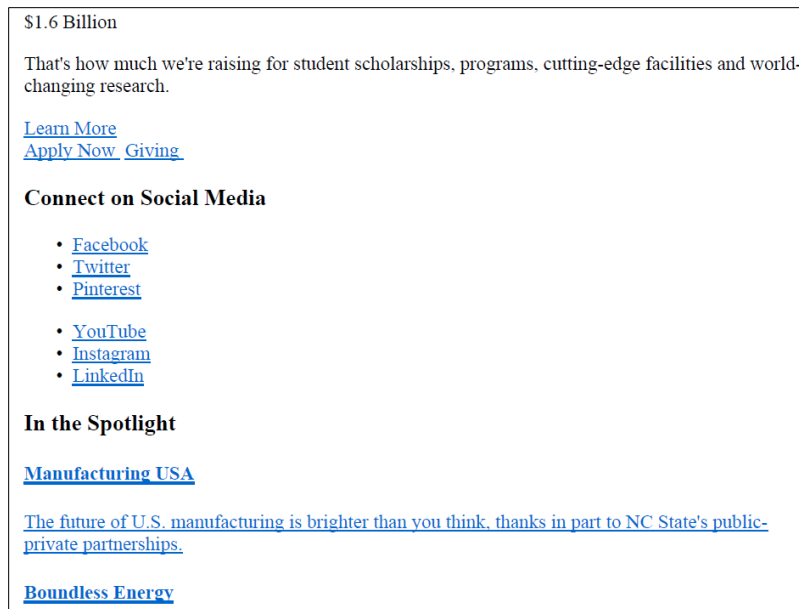 $1.6 Billion
That's how much we're raising for student scholarships, programs, cutting-edge facilities and world-
changing research.
Learn More
Apply Now Giving
Connect on Social Media
• Facebook
• Twitter
• Pinterest
• YouTube
• Instagram
• LinkedIn
In the Spotlight
Manufacturing USA
The future of U.S. manufacturing is brighter than you think, thanks in part to NC State's public-
private partnerships.
Boundless Energy